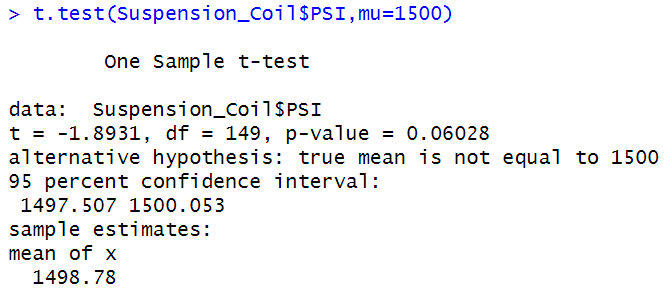 > t.test(Suspension_Coil$PSI,mu=1500)
One Sample t-test
data:  Suspension_Coil$PSI
t = -1.8931, df = 149, p-value = 0.06028
alternative hypothesis: true mean is not equal to 1500
95 percent confidence interval:
1497.507 1500.053
sample estimates:
mean of x
1498.78